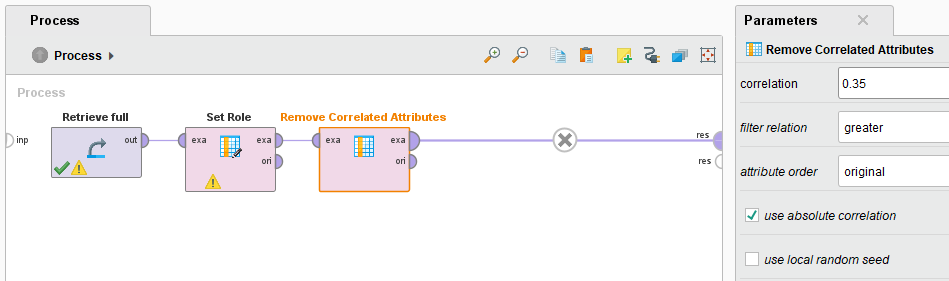 Process
Process
Process
inp
Retrieve full
out
Set Role
exa
exa
ori
Remove Correlated Attributes
exa
exa
ori
res
res
Parameters
Remove Correlated Attributes
correlation
0.35
filter relation
greater
attribute order
original
use absolute correlation
use local random seed